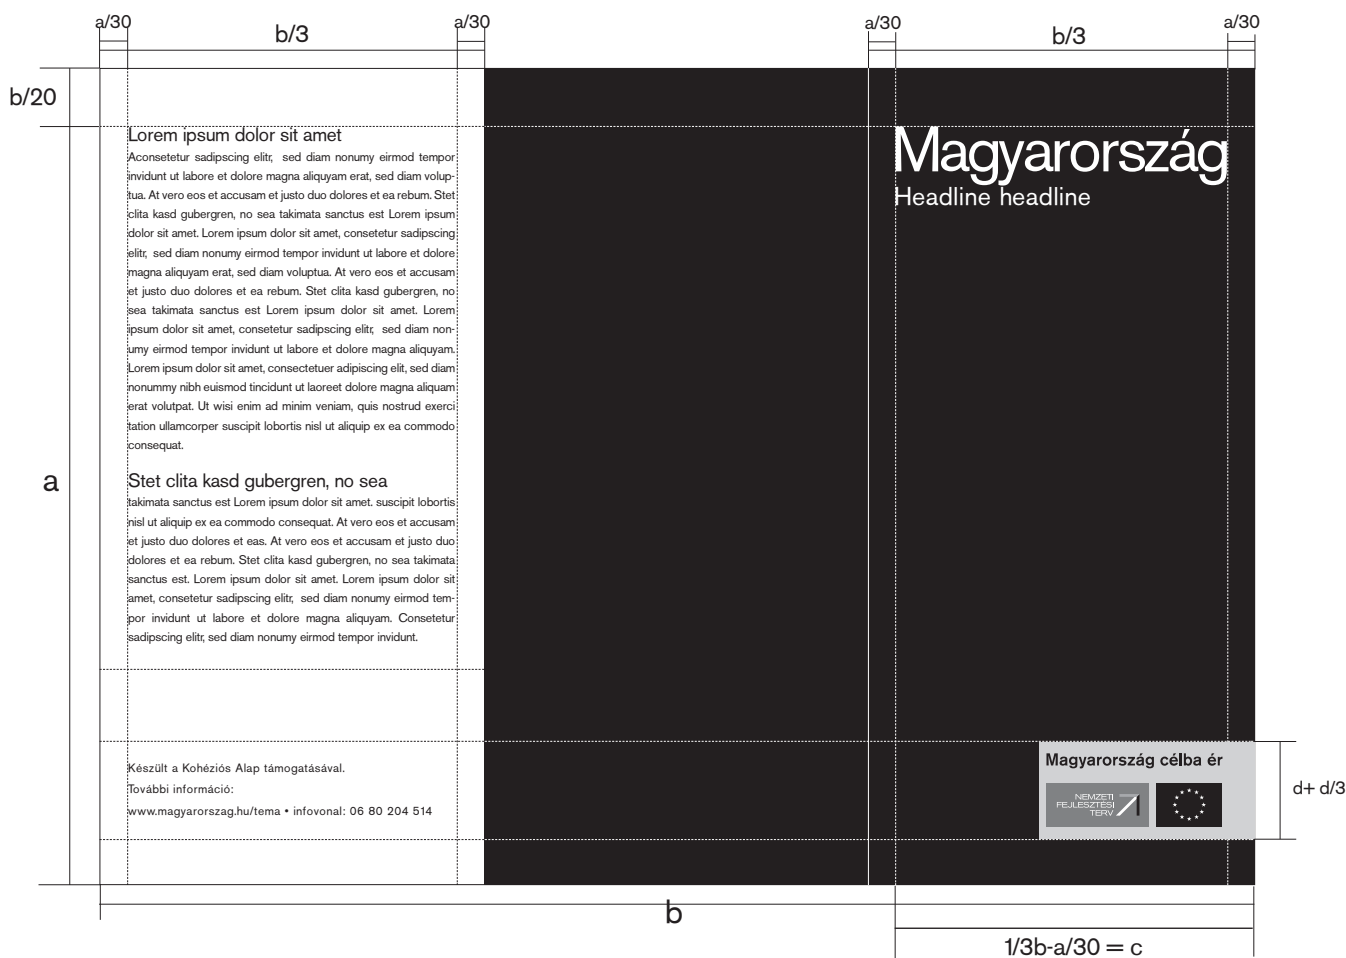 a/30
b/3
a/30
a/30
b/3
a/30
b/20
Lorem ipsum dolor sit amet
Aconsetetur sadipscing elitr, sed diam nonumy eirmod tempor
invidunt ut labore et dolore magna aliquyam erat, sed diam volup-
tua. At vero eos et accusam et justo duo dolores et ea rebum. Stet
clita kasd gubergren, no sea takimata sanctus est Lorem ipsum
dolor sit amet. Lorem ipsum dolor sit amet, consetetur sadipscing
elitr, sed diam nonumy eirmod tempor invidunt ut labore et dolore
magna aliquyam erat, sed diam voluptua. At vero eos et accusam
et justo duo dolores et ea rebum. Stet clita kasd gubergren, no
sea takimata sanctus est Lorem ipsum dolor sit amet. Lorem
ipsum dolor sit amet, consetetur sadipscing elitr, sed diam non-
umy eirmod tempor invidunt ut labore et dolore magna aliquyam.
Lorem ipsum dolor sit amet, consectetuer adipiscing elit, sed diam
nonummy nibh euismod tincidunt ut laoreet dolore magna aliquam
erat volutpat. Ut wisi enim ad minim veniam, quis nostrud exerci
tation ullamcorper suscipit lobortis nisl ut aliquip ex ea commodo
consequat.
a
Stet clita kasd gubergren, no sea
takimata sanctus est Lorem ipsum dolor sit amet. suscipit lobortis
nisl ut aliquip ex ea commodo consequat. At vero eos et accusam
et justo duo dolores et eas. At vero eos et accusam et justo duo
dolores et ea rebum. Stet clita kasd gubergren, no sea takimata
sanctus est. Lorem ipsum dolor sit amet. Lorem ipsum dolor sit
amet, consetetur sadipscing elitr, sed diam nonumy eirmod tem-
por invidunt ut labore et dolore magna aliquyam. Consetetur
sadipscing elitr, sed diam nonumy eirmod tempor invidunt.
Készült a Kohéziós Alap támogatásával.
További információ:
www.magyarorszag.hu/tema • infovonal: 06 80 204 514
Magyarország
Headline headline
Magyarország célba ér
NEMZETI
FEJLESZTÉSI
TERV
d+ d/3
b
1/3b-a/30 = c